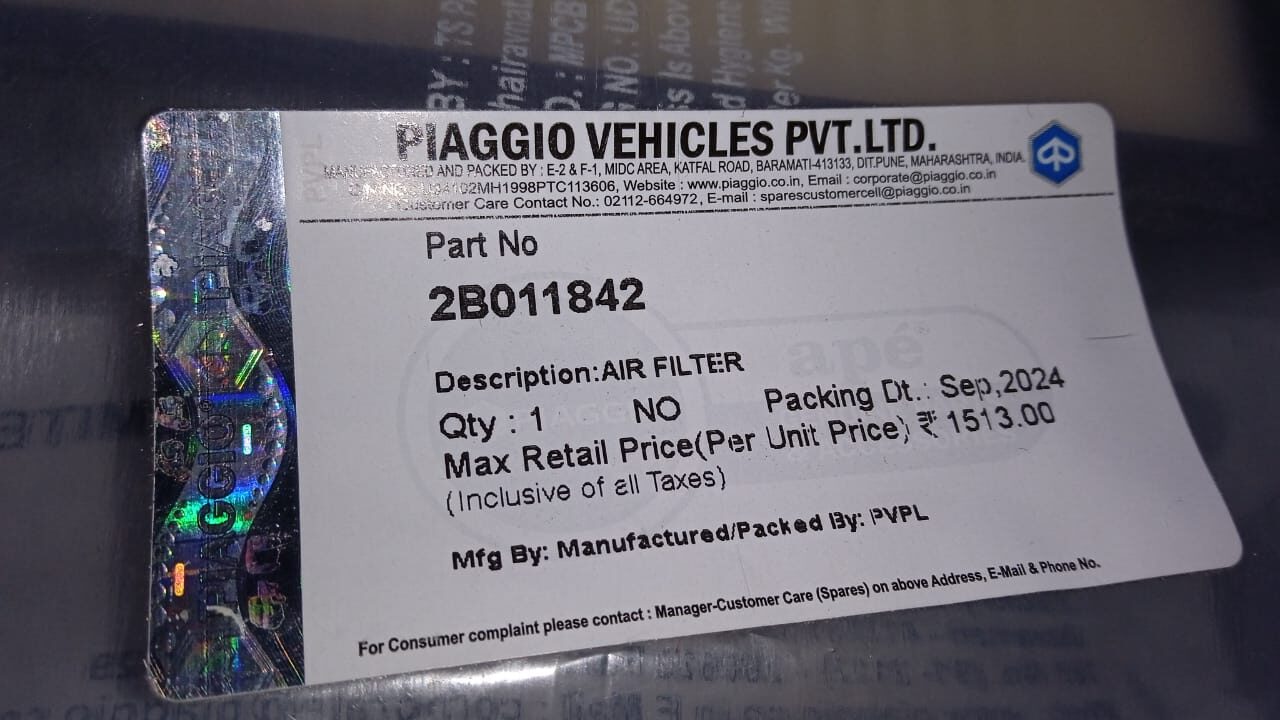 PIAGGIO VEHICLES PVT.LTD.
AND PACKED BY : E-2 & F-1, MIDC AREA, KATFAL ROAD, BARAMATI-413133, DIT.PUNE, MAHARASHTRA, INDIA.
Website : www.piaggio.co.in, Email : corporate@piaggio.co.in
Customer Care Contact No.: 02112-664972, E-mail : sparescustomercell@piaggio.co.in
Part No
2B011842
apé
Description:AIR FILTER
Qty : 1 NO Packing Dt.: Sep,2024
Max Retail Price(Per Unit Price) ₹ 1513.00
(Inclusive of all Taxes)
Mfg By: Manufactured/Packed By: PVPL
For Consumer complaint please contact : Manager-Customer Care (Spares) on above Address, E-Mail & Phone No.
PIAGGIO